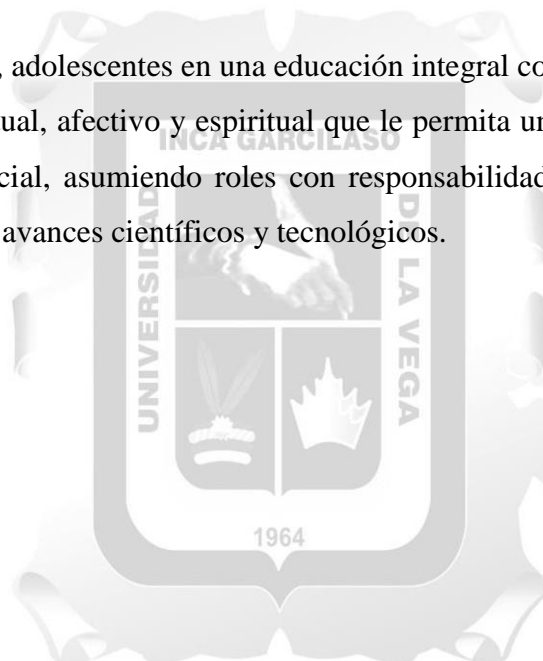 , adolescentes en una educación integral co
tual, afectivo y espiritual que le permita un
cial, asumiendo roles con responsabilidad
avances científicos y tecnológicos.
INCA GARCILASO
UNIVERSIDAD
DE LA VEGA
1964